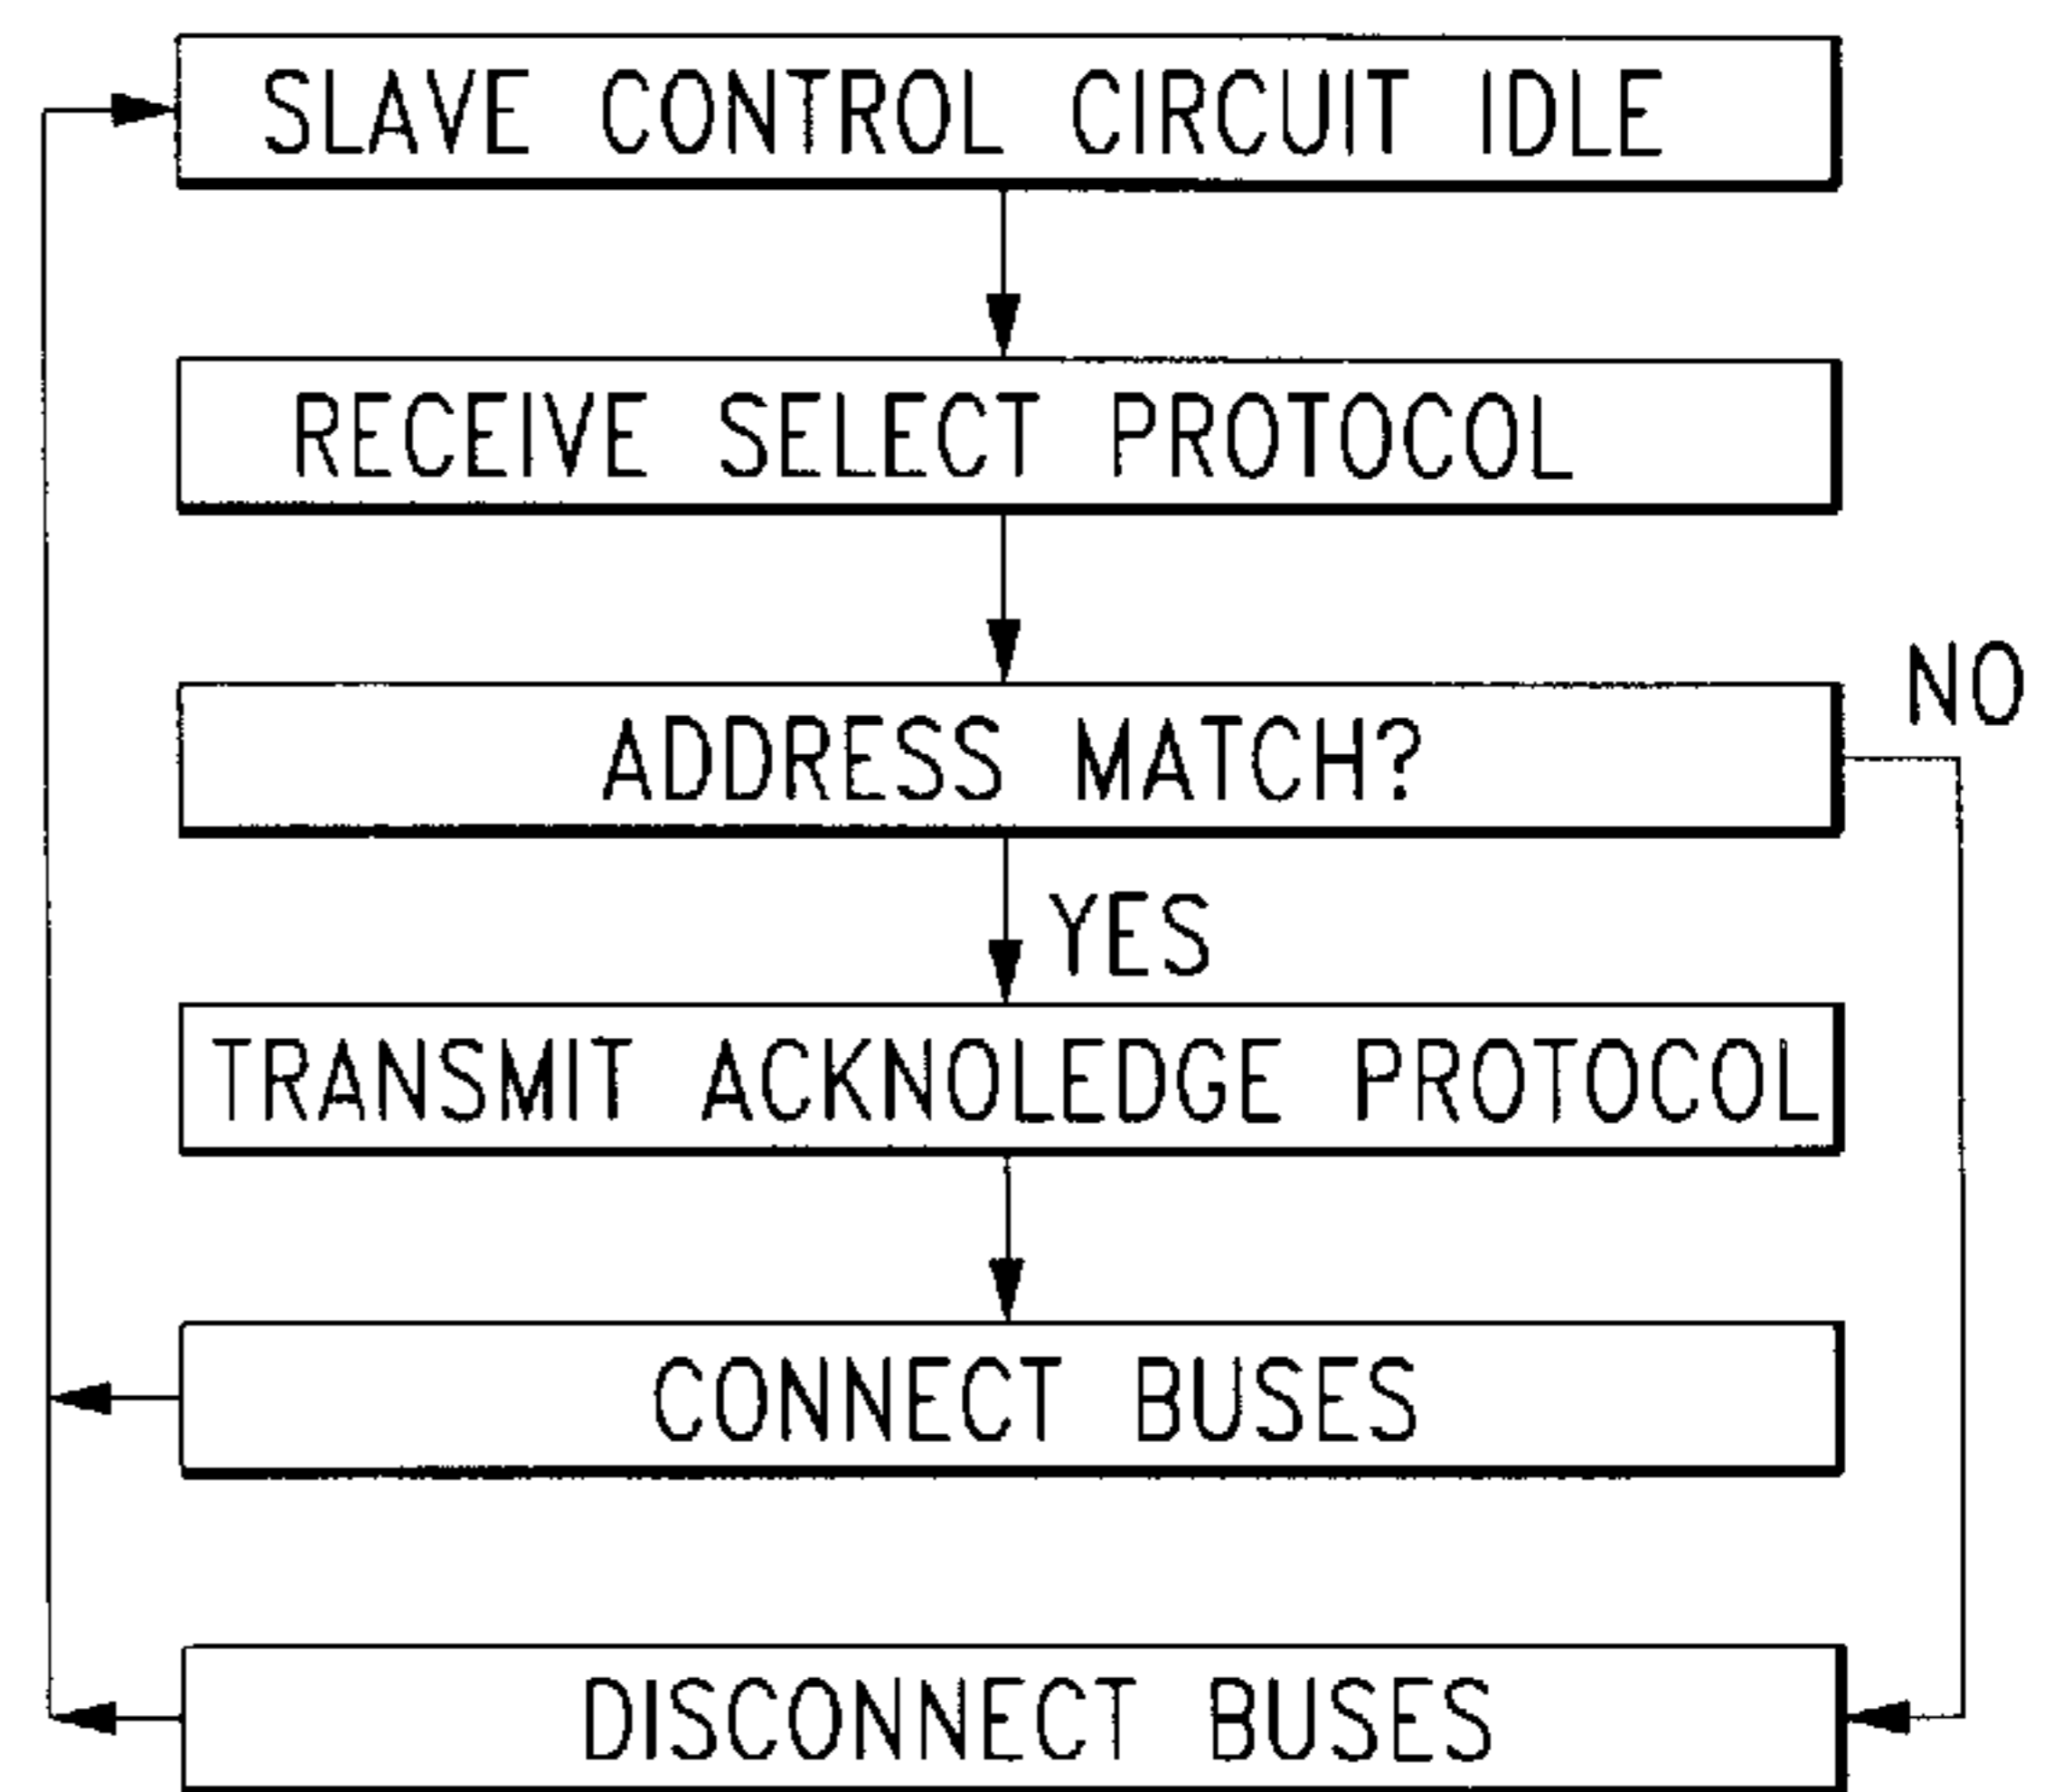 SLAVE CONTROL CIRCUIT IDLE
RECEIVE SELECT PROTOCOL
NO
ADDRESS MATCH?
YES
TRANSMIT ACKNOLEDGE PROTOCOL
CONNECT BUSES
DISCONNECT BUSES